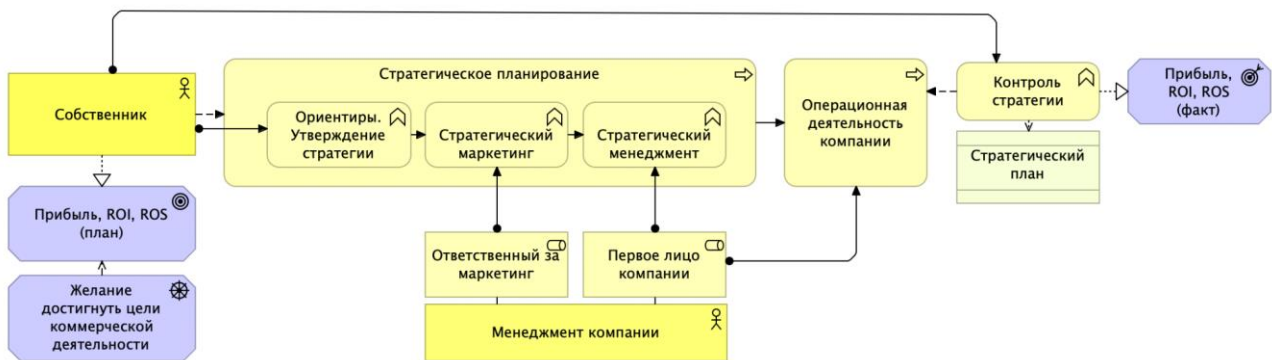 Стратегическое планирование
Собственник
Ориентиры.
Утверждение
стратегии
Стратегический
маркетинг
Стратегический
менеджмент
Операционная
деятельность
компании
Контроль
стратегии
Прибыль,
ROI, ROS
(факт)
Стратегический
план
Прибыль, ROI, ROS
(план)
Ответственный за
маркетинг
Первое лицо
компании
Желание
достигнуть цели
коммерческой
деятельности
Менеджмент компании